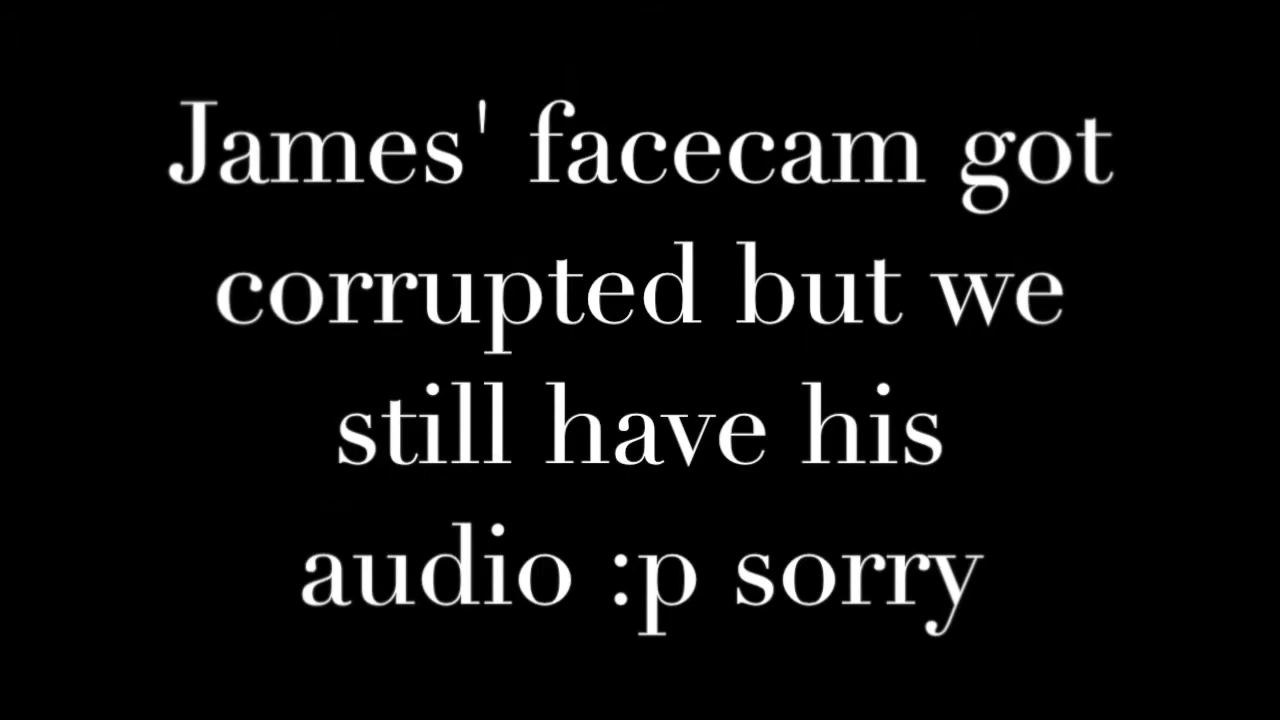 James' facecam got
corrupted but we
still have his
audio :p sorry